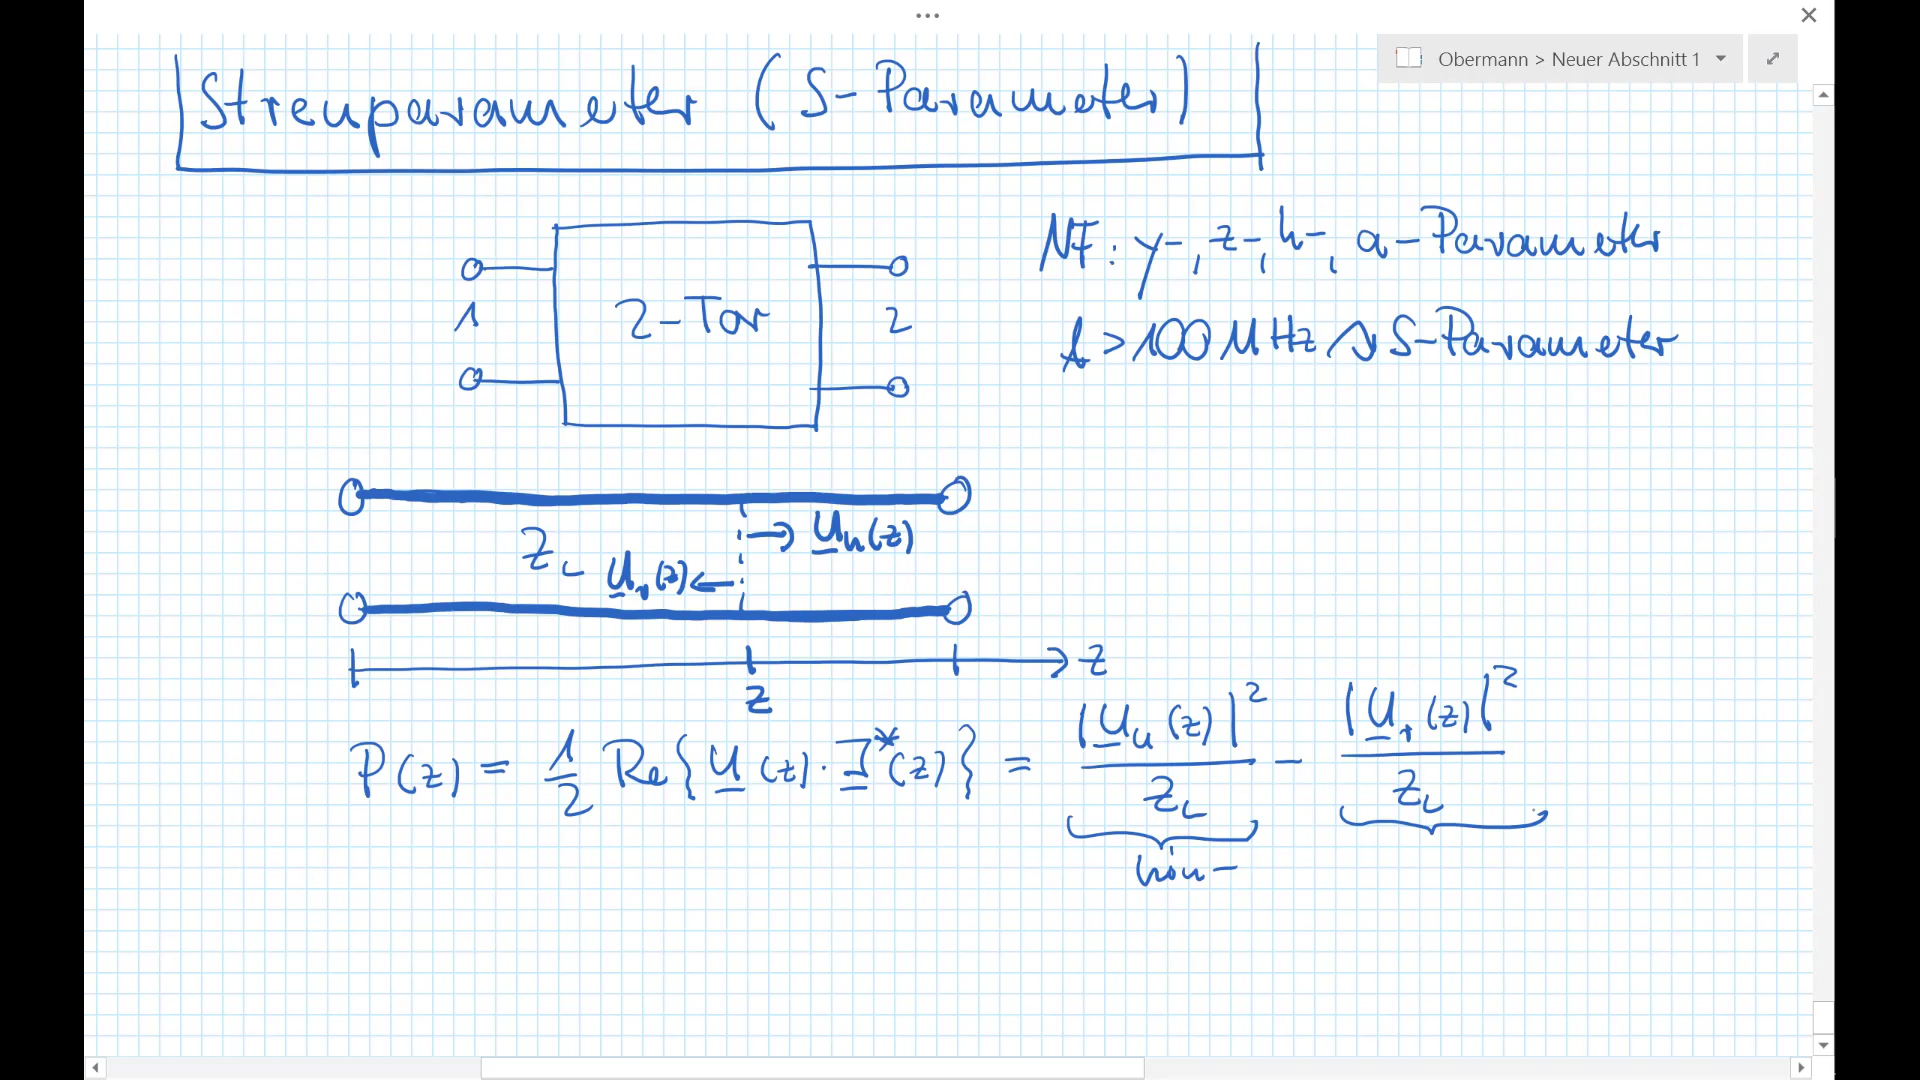 Obermann > Neuer Abschnitt 1
Streuparameter (S-Parameter)
NF: y-, z-, h-, a-Parameter
f > 100 MHz ↷ S-Parameter
1 2-Tor 2
Z_L U_r(z) ← → U_h(z)
z
z
P(z) = 1/2 Re{U(z) · I*(z)} = |U_h(z)|²/Z_L − |U_r(z)|²/Z_L
hin-